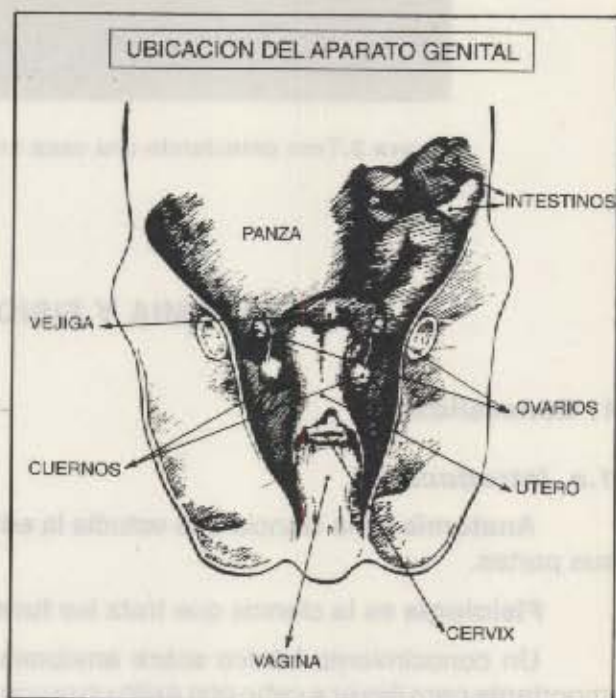 UBICACION DEL APARATO GENITAL
INTESTINOS
PANZA
VEJIGA
OVARIOS
CUERNOS
UTERO
CERVIX
VAGINA